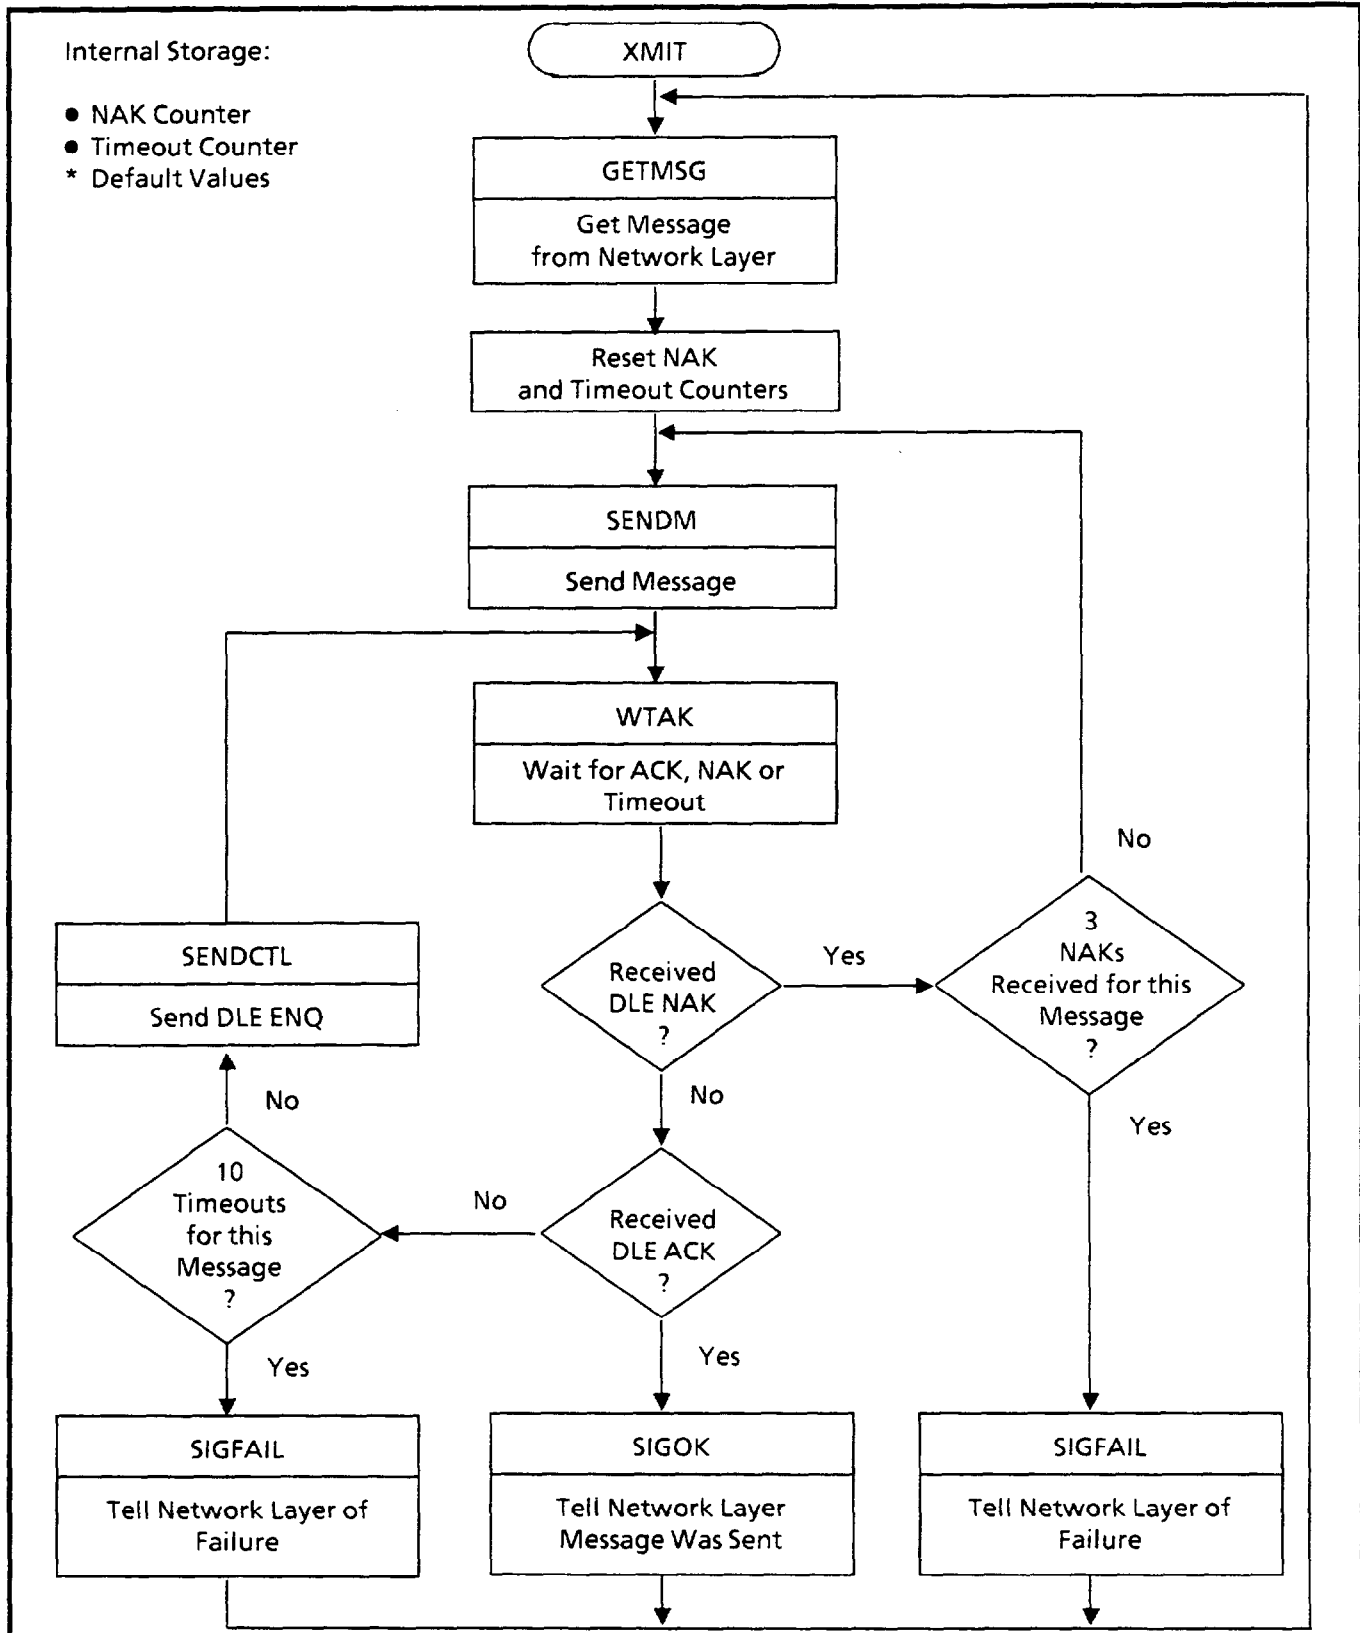 Internal Storage:
● NAK Counter
● Timeout Counter
* Default Values
XMIT
GETMSG
Get Message
from Network Layer
Reset NAK
and Timeout Counters
SENDM
Send Message
WTAK
Wait for ACK, NAK or
Timeout
No
3
NAKs
Received for this
Message
?
Yes
Received
DLE NAK
?
SENDCTL
Send DLE ENQ
No
No
Yes
10
Timeouts
for this
Message
?
No
Received
DLE ACK
?
Yes
Yes
SIGFAIL
Tell Network Layer of
Failure
SIGOK
Tell Network Layer
Message Was Sent
SIGFAIL
Tell Network Layer of
Failure